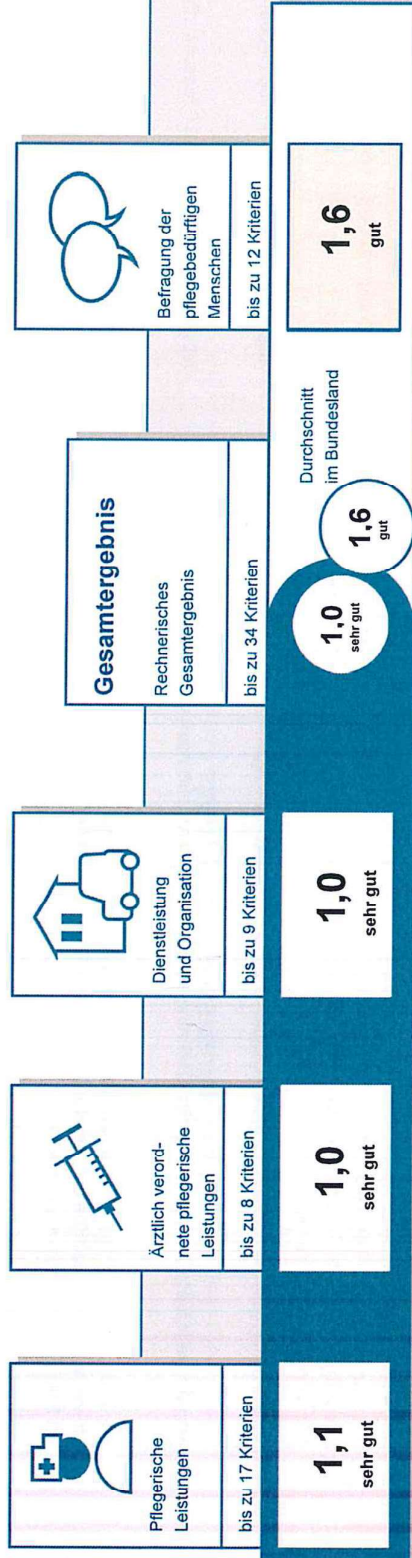 Pflegerische
Leistungen
bis zu 17 Kriterien
1,1
sehr gut
Ärztlich verord-
nete pflegerische
Leistungen
bis zu 8 Kriterien
1,0
sehr gut
Dienstleistung
und Organisation
bis zu 9 Kriterien
1,0
sehr gut
Gesamtergebnis
Rechnerisches
Gesamtergebnis
bis zu 34 Kriterien
1,0
sehr gut
Durchschnitt
im Bundesland
1,6
gut
Befragung der
pflegebedürftigen
Menschen
bis zu 12 Kriterien
1,6
gut